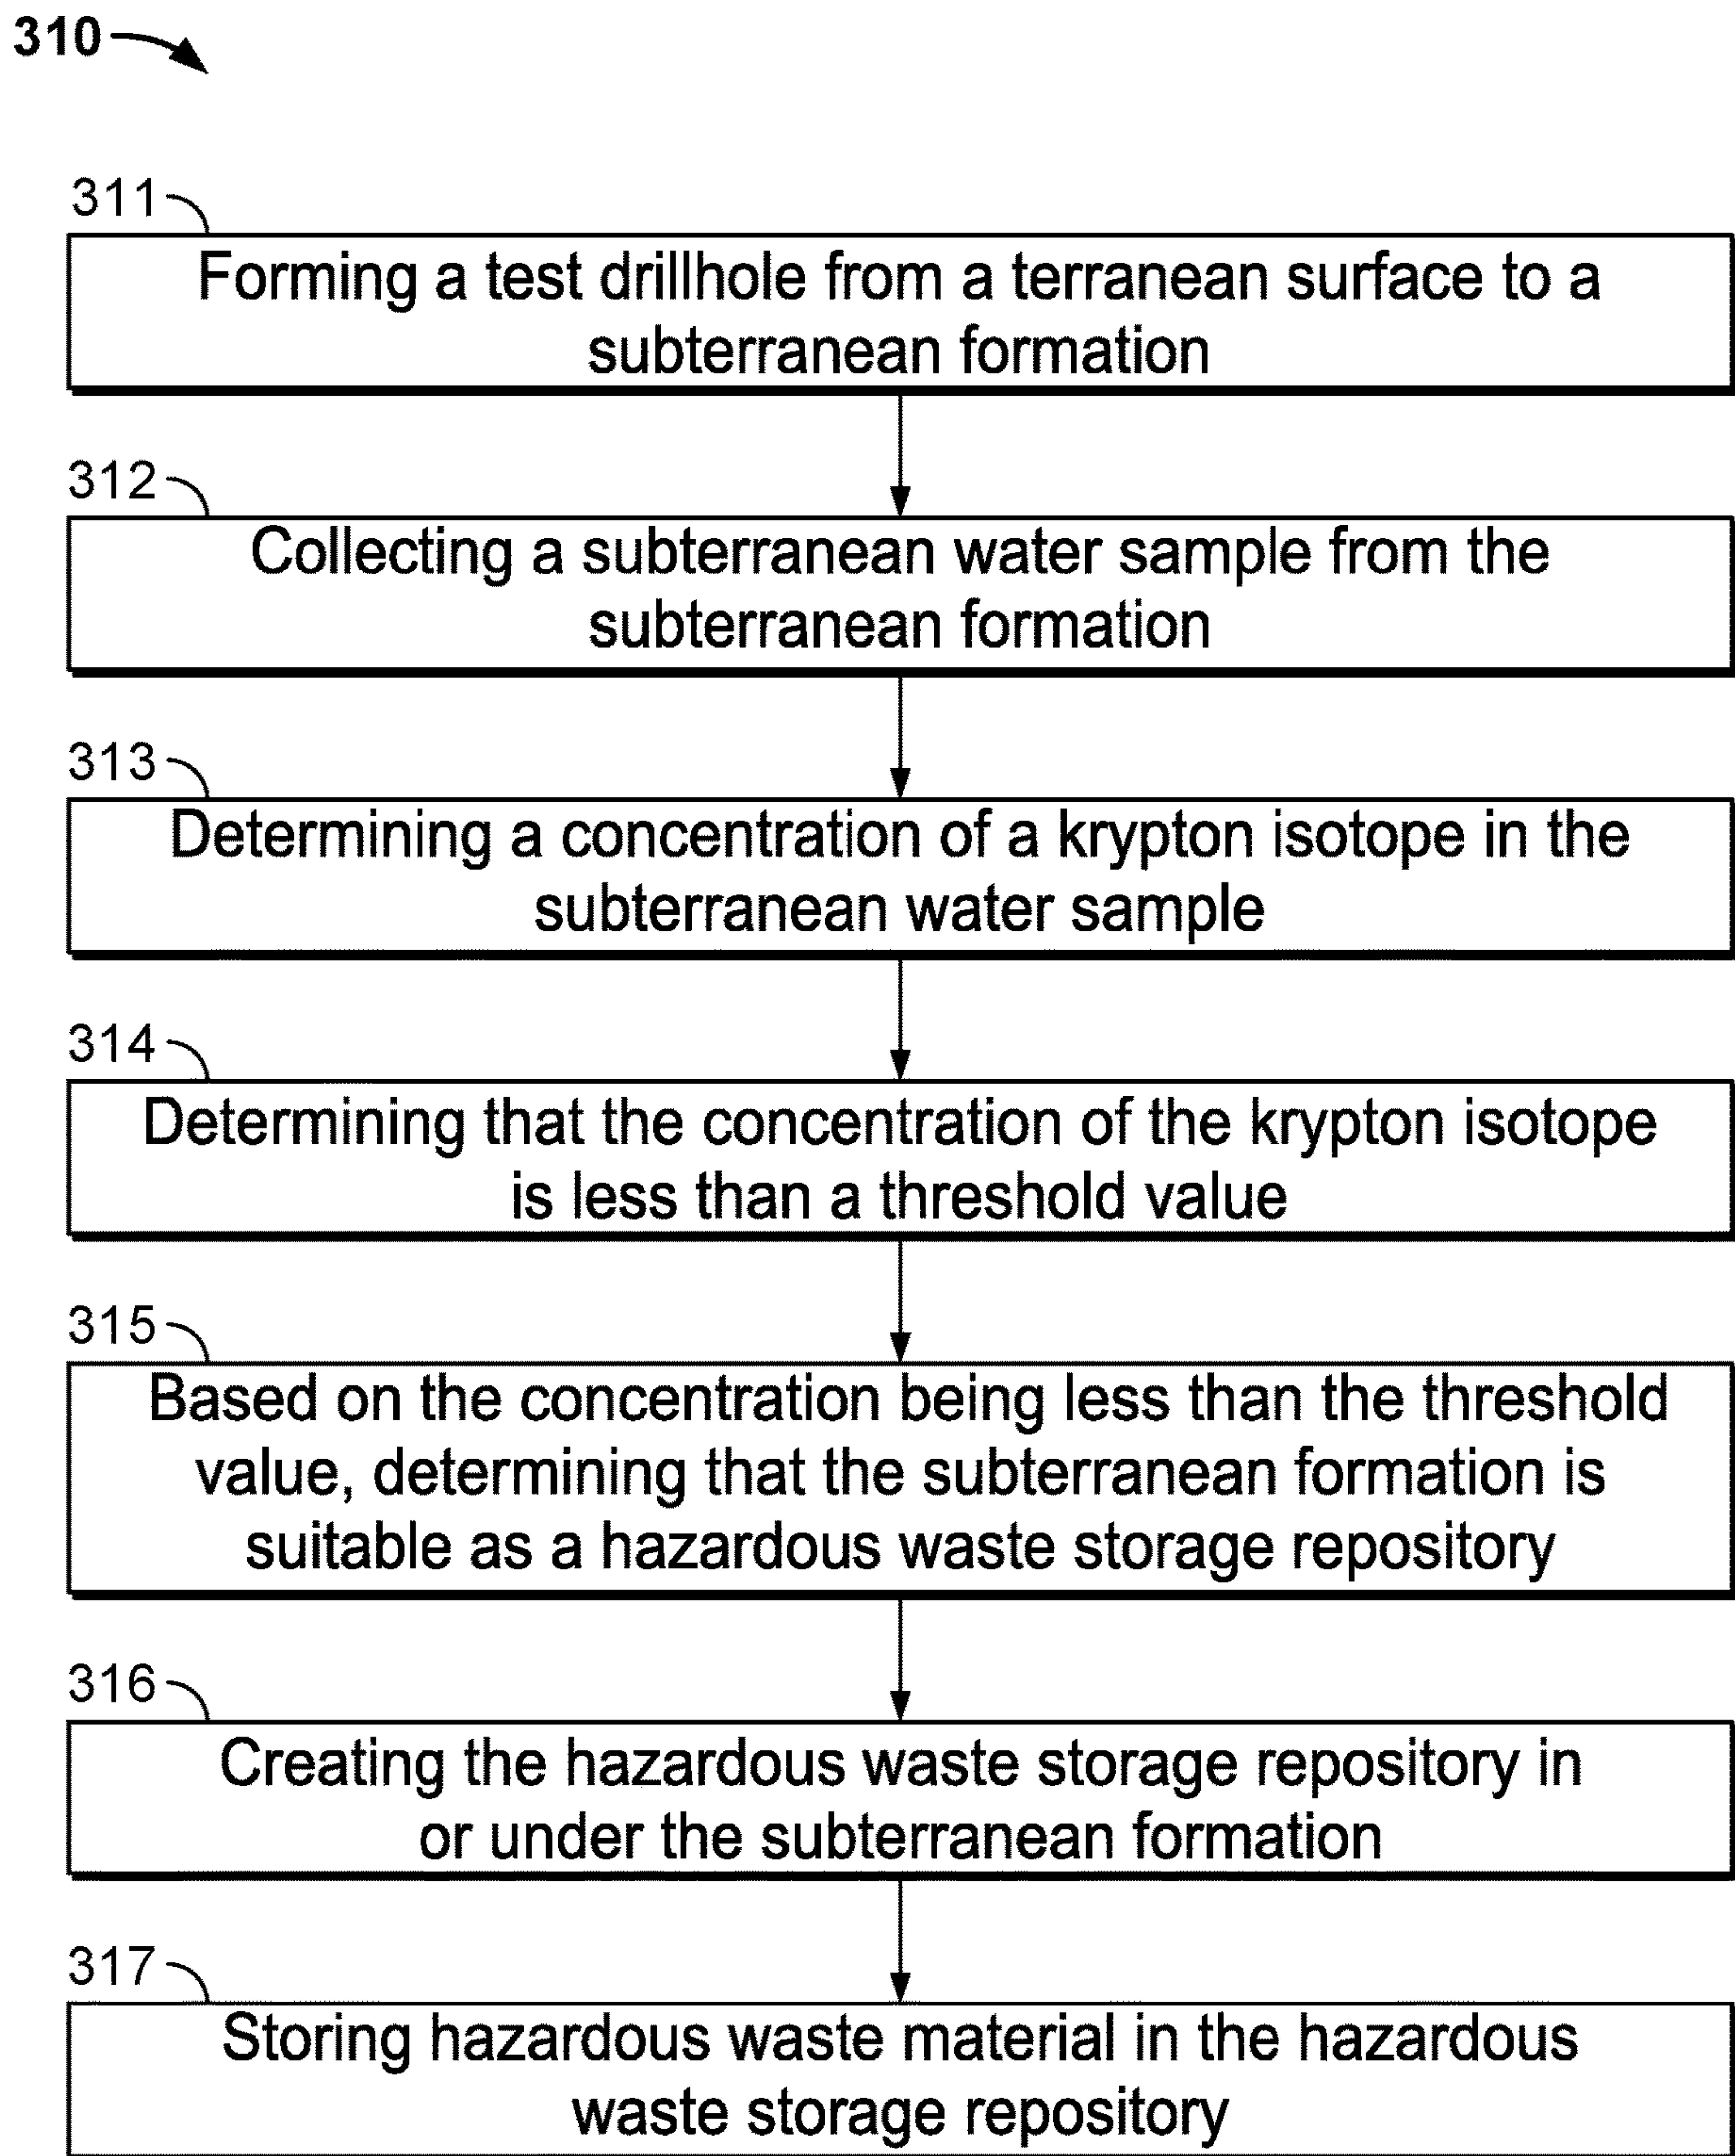 310
311
Forming a test drillhole from a terranean surface to a
subterranean formation
312
Collecting a subterranean water sample from the
subterranean formation
313
Determining a concentration of a krypton isotope in the
subterranean water sample
314
Determining that the concentration of the krypton isotope
is less than a threshold value
315
Based on the concentration being less than the threshold
value, determining that the subterranean formation is
suitable as a hazardous waste storage repository
316
Creating the hazardous waste storage repository in
or under the subterranean formation
317
Storing hazardous waste material in the hazardous
waste storage repository